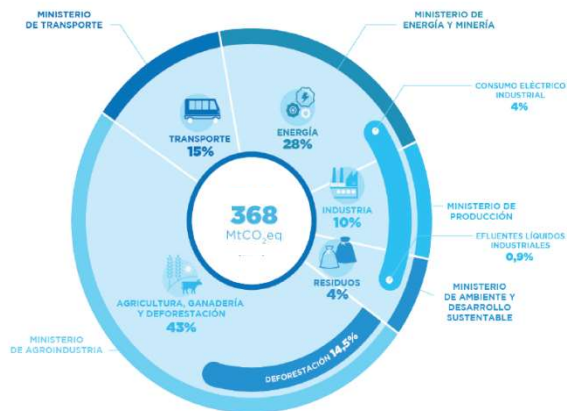 MINISTERIO
DE TRANSPORTE
MINISTERIO DE
ENERGÍA Y MINERÍA
CONSUMO ELÉCTRICO
INDUSTRIAL
4%
TRANSPORTE
15%
ENERGÍA
28%
INDUSTRIA
10%
368
MtCO₂eq
MINISTERIO DE
PRODUCCIÓN
EFLUENTES LÍQUIDOS
INDUSTRIALES
0,9%
RESIDUOS
4%
MINISTERIO
DE AMBIENTE Y
DESARROLLO
SUSTENTABLE
AGRICULTURA, GANADERÍA
Y DEFORESTACIÓN
43%
MINISTERIO
DE AGROINDUSTRIA
DEFORESTACIÓN 14,5%